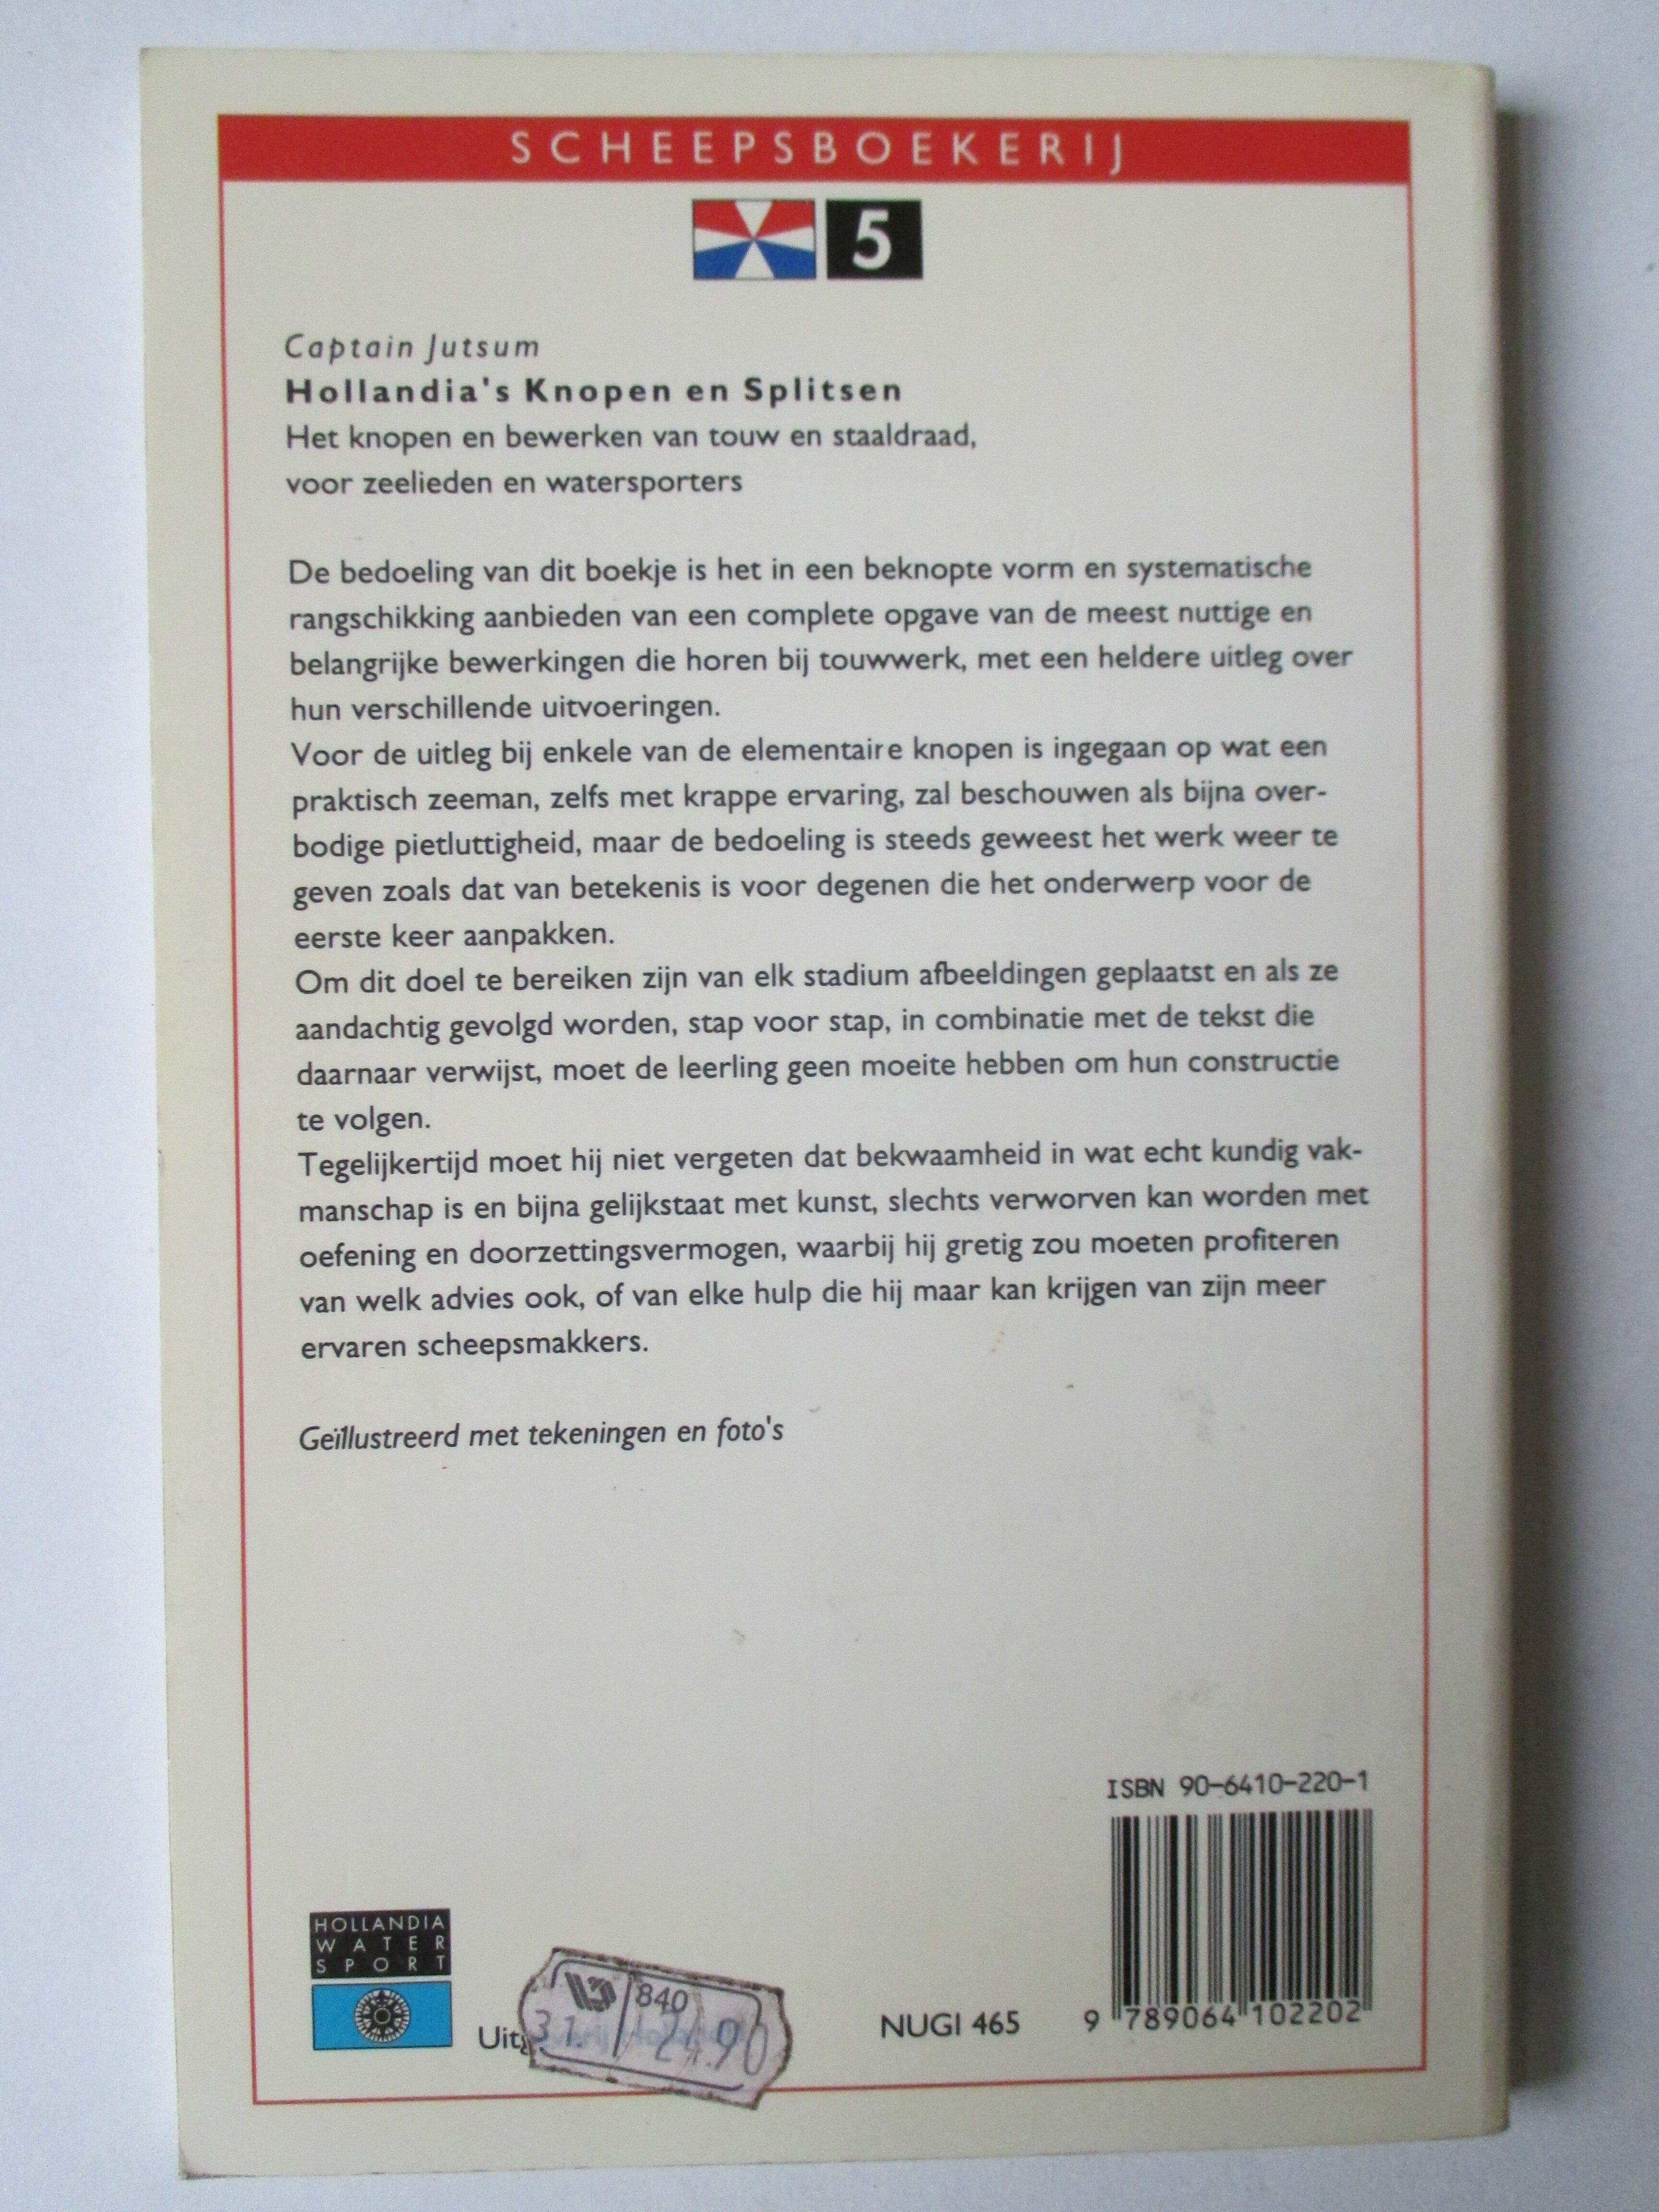 SCHEEPSBOEKERIJ
5
Captain Jutsum
Hollandia's Knopen en Splitsen
Het knopen en bewerken van touw en staaldraad,
voor zeelieden en watersporters
De bedoeling van dit boekje is het in een beknopte vorm en systematische
rangschikking aanbieden van een complete opgave van de meest nuttige en
belangrijke bewerkingen die horen bij touwwerk, met een heldere uitleg over
hun verschillende uitvoeringen.
Voor de uitleg bij enkele van de elementaire knopen is ingegaan op wat een
praktisch zeeman, zelfs met krappe ervaring, zal beschouwen als bijna over-
bodige pietluttigheid, maar de bedoeling is steeds geweest het werk weer te
geven zoals dat van betekenis is voor degenen die het onderwerp voor de
eerste keer aanpakken.
Om dit doel te bereiken zijn van elk stadium afbeeldingen geplaatst en als ze
aandachtig gevolgd worden, stap voor stap, in combinatie met de tekst die
daarnaar verwijst, moet de leerling geen moeite hebben om hun constructie
te volgen.
Tegelijkertijd moet hij niet vergeten dat bekwaamheid in wat echt kundig vak-
manschap is en bijna gelijkstaat met kunst, slechts verworven kan worden met
oefening en doorzettingsvermogen, waarbij hij gretig zou moeten profiteren
van welk advies ook, of van elke hulp die hij maar kan krijgen van zijn meer
ervaren scheepsmakkers.
Geïllustreerd met tekeningen en foto's
ISBN 90-6410-220-1
9 789064 102202
HOLLANDIA
WATER
SPORT
840
24.90
NUGI 465